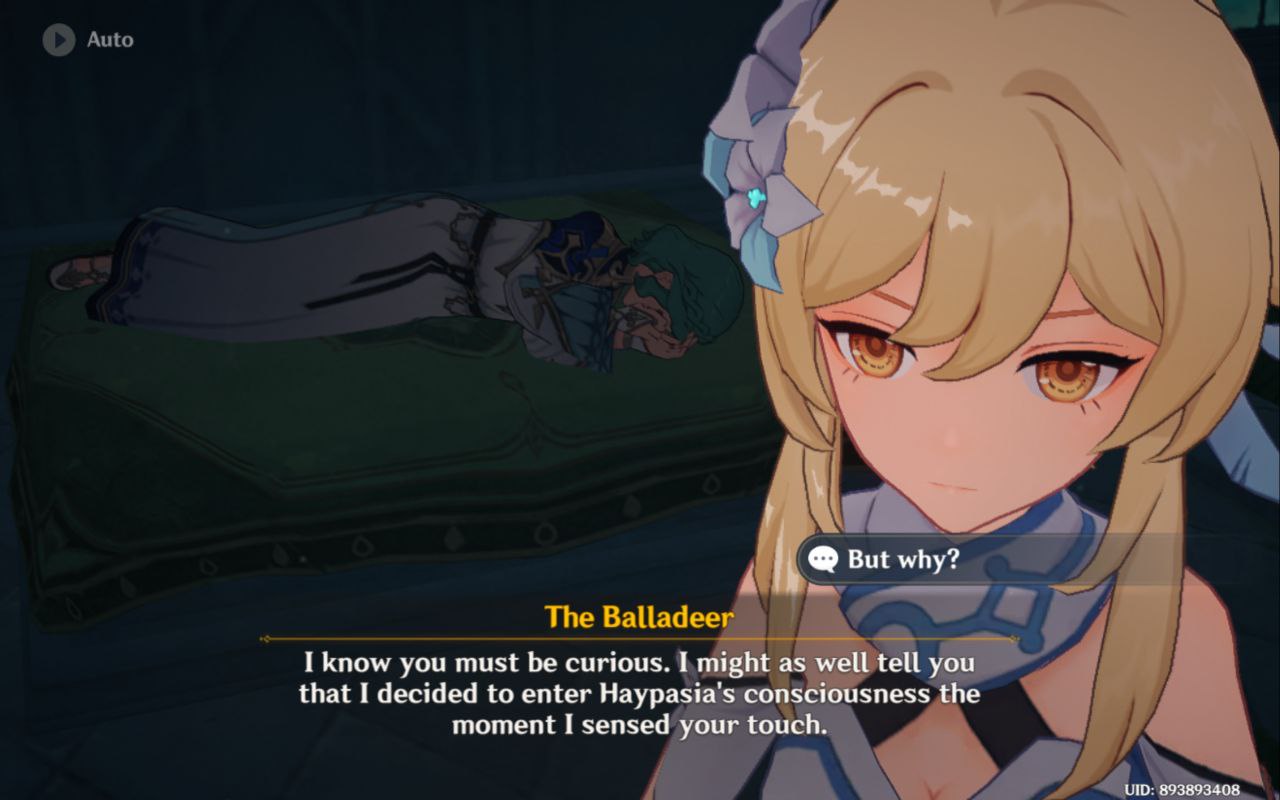 Auto
But why?
The Balladeer
I know you must be curious. I might as well tell you
that I decided to enter Haypasia's consciousness the
moment I sensed your touch.
UID: 893893408